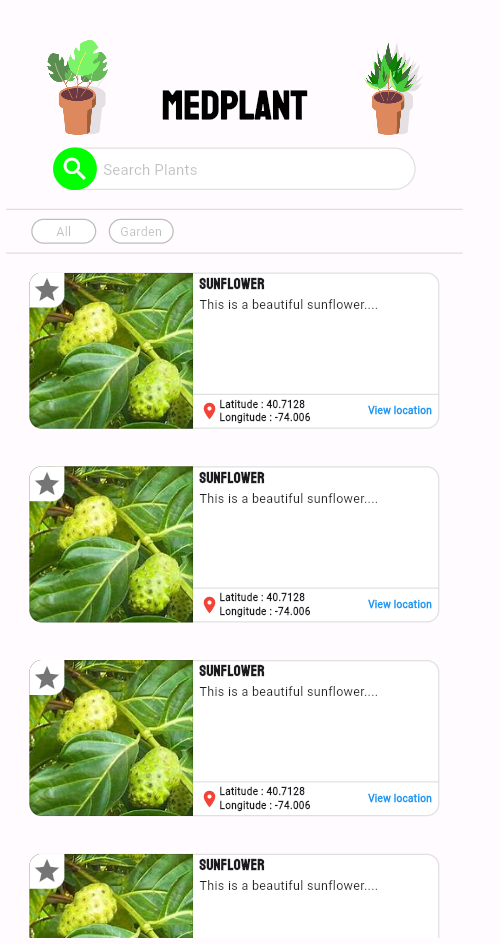 MEDPLANT
Search Plants
All
Garden
SUNFLOWER
This is a beautiful sunflower....
Latitude : 40.7128
Longitude : -74.006
View location
SUNFLOWER
This is a beautiful sunflower....
Latitude : 40.7128
Longitude : -74.006
View location
SUNFLOWER
This is a beautiful sunflower....
Latitude : 40.7128
Longitude : -74.006
View location
SUNFLOWER
This is a beautiful sunflower....